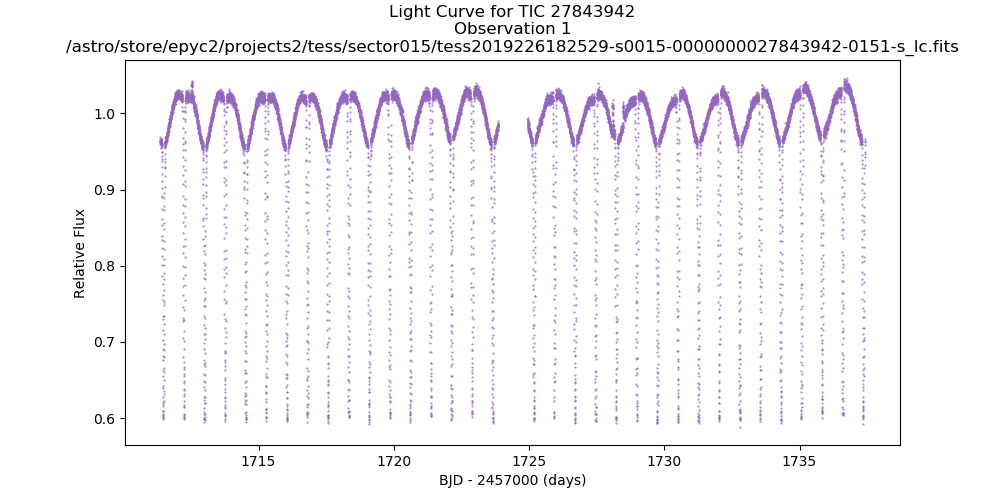 Light Curve for TIC 27843942
Observation 1
/astro/store/epyc2/projects2/tess/sector015/tess2019226182529-s0015-0000000027843942-0151-s_lc.fits
1.0
0.9
0.8
0.7
0.6
Relative Flux
1715
1720
1725
1730
1735
BJD - 2457000 (days)